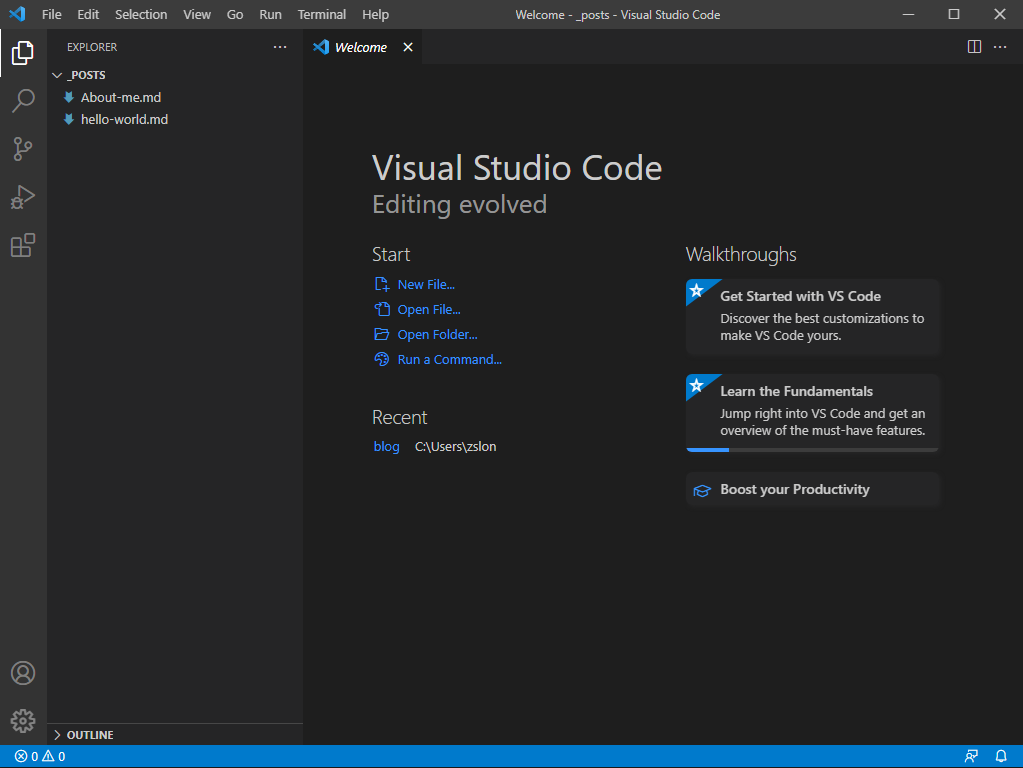 File Edit Selection View Go Run Terminal Help Welcome - _posts - Visual Studio Code
EXPLORER
Welcome
_POSTS
About-me.md
hello-world.md
Visual Studio Code
Editing evolved
Start
New File...
Open File...
Open Folder...
Run a Command...
Recent
blog C:\Users\zslon
Walkthroughs
Get Started with VS Code
Discover the best customizations to
make VS Code yours.
Learn the Fundamentals
Jump right into VS Code and get an
overview of the must-have features.
Boost your Productivity
OUTLINE
0 0